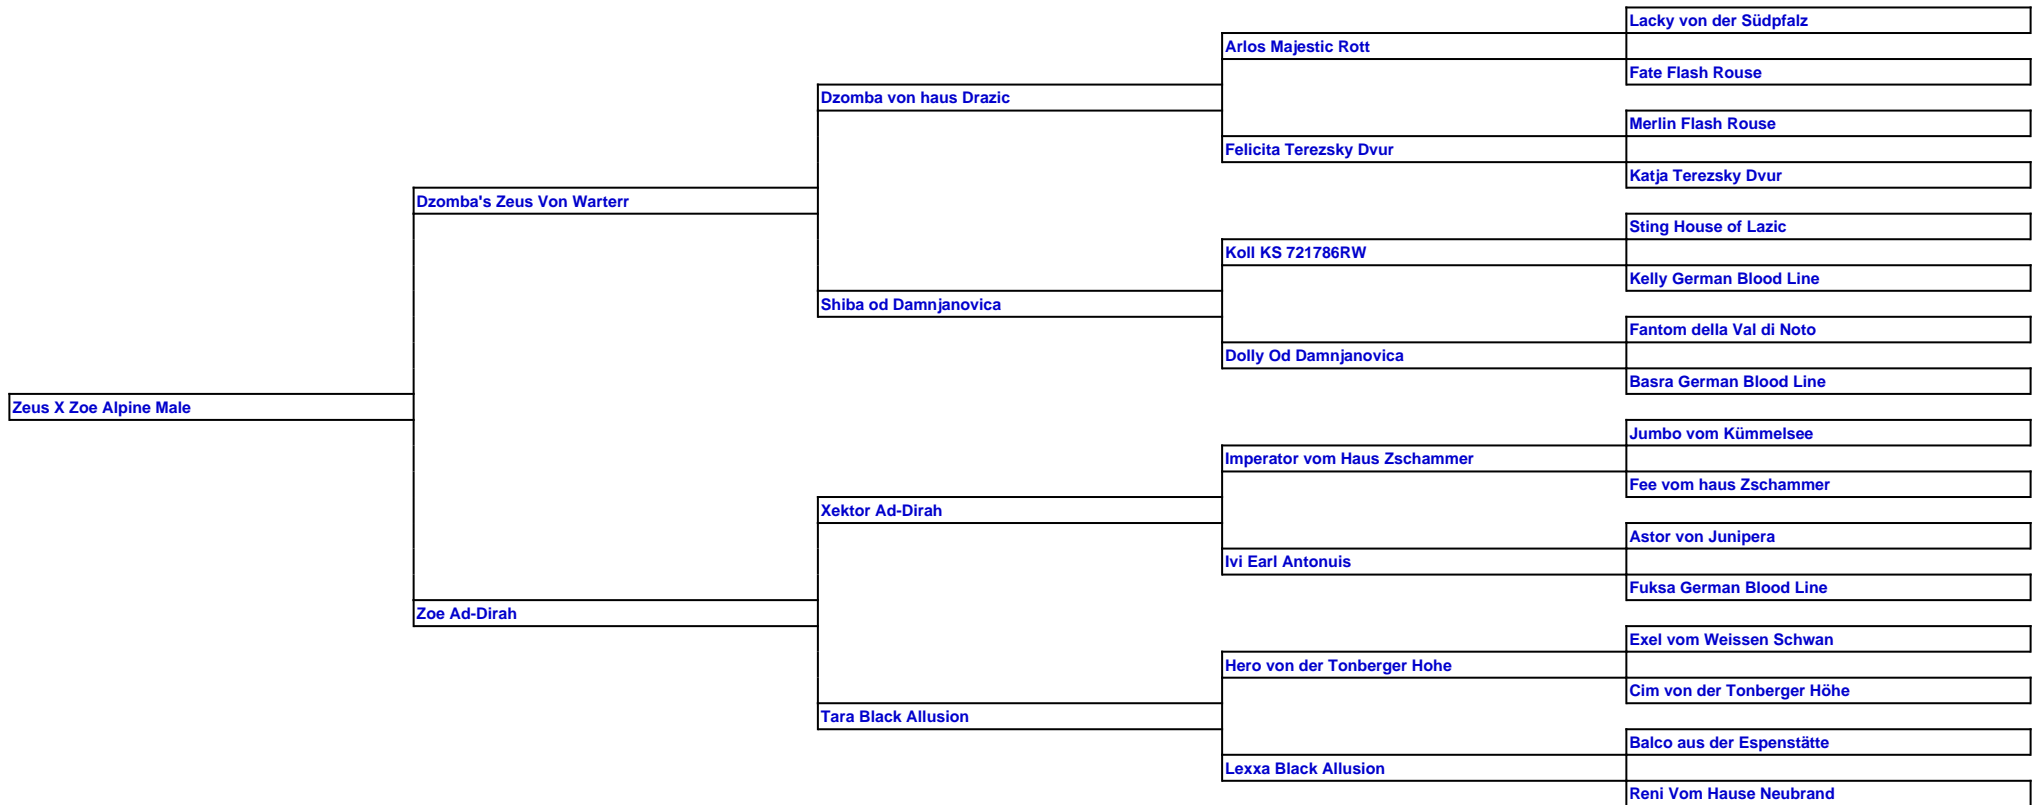 Lacky von der Südpfalz
Arlos Majestic Rott
Fate Flash Rouse
Dzomba von haus Drazic
Merlin Flash Rouse
Felicita Terezsky Dvur
Katja Terezsky Dvur
Dzomba's Zeus Von Warterr
Sting House of Lazic
Koll KS 721786RW
Kelly German Blood Line
Shiba od Damnjanovica
Fantom della Val di Noto
Dolly Od Damnjanovica
Basra German Blood Line
Zeus X Zoe Alpine Male
Jumbo vom Kümmelsee
Imperator vom Haus Zschammer
Fee vom haus Zschammer
Xektor Ad-Dirah
Astor von Junipera
Ivi Earl Antonuis
Fuksa German Blood Line
Zoe Ad-Dirah
Exel vom Weissen Schwan
Hero von der Tonberger Hohe
Cim von der Tonberger Höhe
Tara Black Allusion
Balco aus der Espenstätte
Lexxa Black Allusion
Reni Vom Hause Neubrand